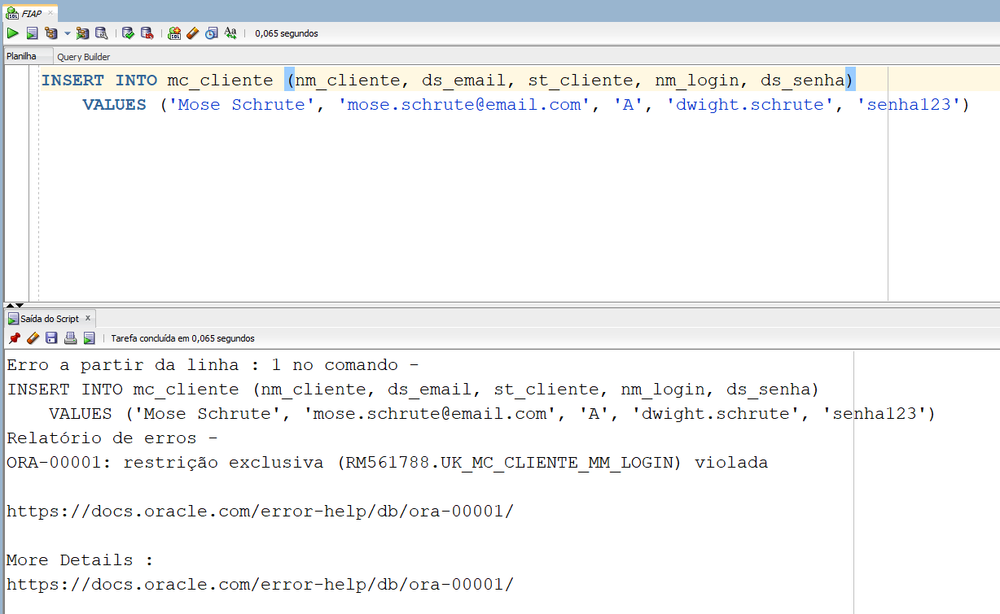 FIAP
0,065 segundos
Planilha
Query Builder
INSERT INTO mc_cliente (nm_cliente, ds_email, st_cliente, nm_login, ds_senha)
VALUES ('Mose Schrute', 'mose.schrute@email.com', 'A', 'dwight.schrute', 'senha123')
Saída do Script
Tarefa concluída em 0,065 segundos
Erro a partir da linha : 1 no comando -
INSERT INTO mc_cliente (nm_cliente, ds_email, st_cliente, nm_login, ds_senha)
VALUES ('Mose Schrute', 'mose.schrute@email.com', 'A', 'dwight.schrute', 'senha123')
Relatório de erros -
ORA-00001: restrição exclusiva (RM561788.UK_MC_CLIENTE_MM_LOGIN) violada
https://docs.oracle.com/error-help/db/ora-00001/
More Details :
https://docs.oracle.com/error-help/db/ora-00001/